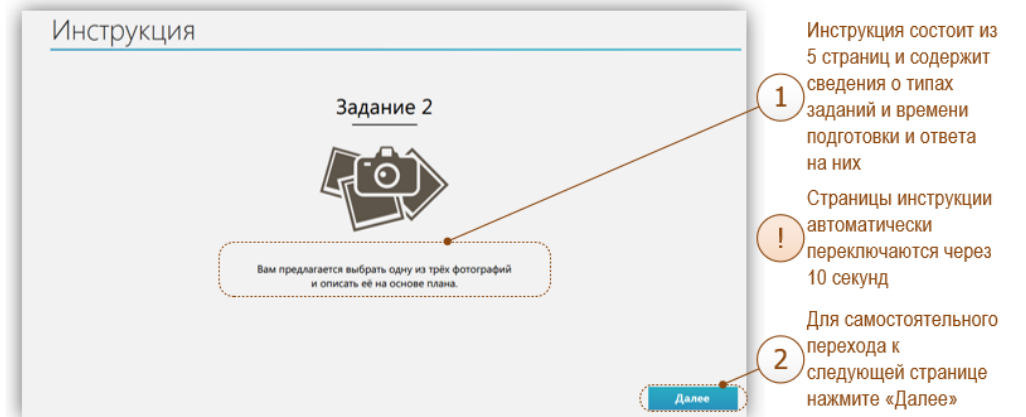 Инструкция
Задание 2
Вам предлагается выбрать одну из трёх фотографий
и описать её на основе плана.
Далее
1
Инструкция состоит из
5 страниц и содержит
сведения о типах
заданий и времени
подготовки и ответа
на них
!
Страницы инструкции
автоматически
переключаются через
10 секунд
2
Для самостоятельного
перехода к
следующей странице
нажмите «Далее»